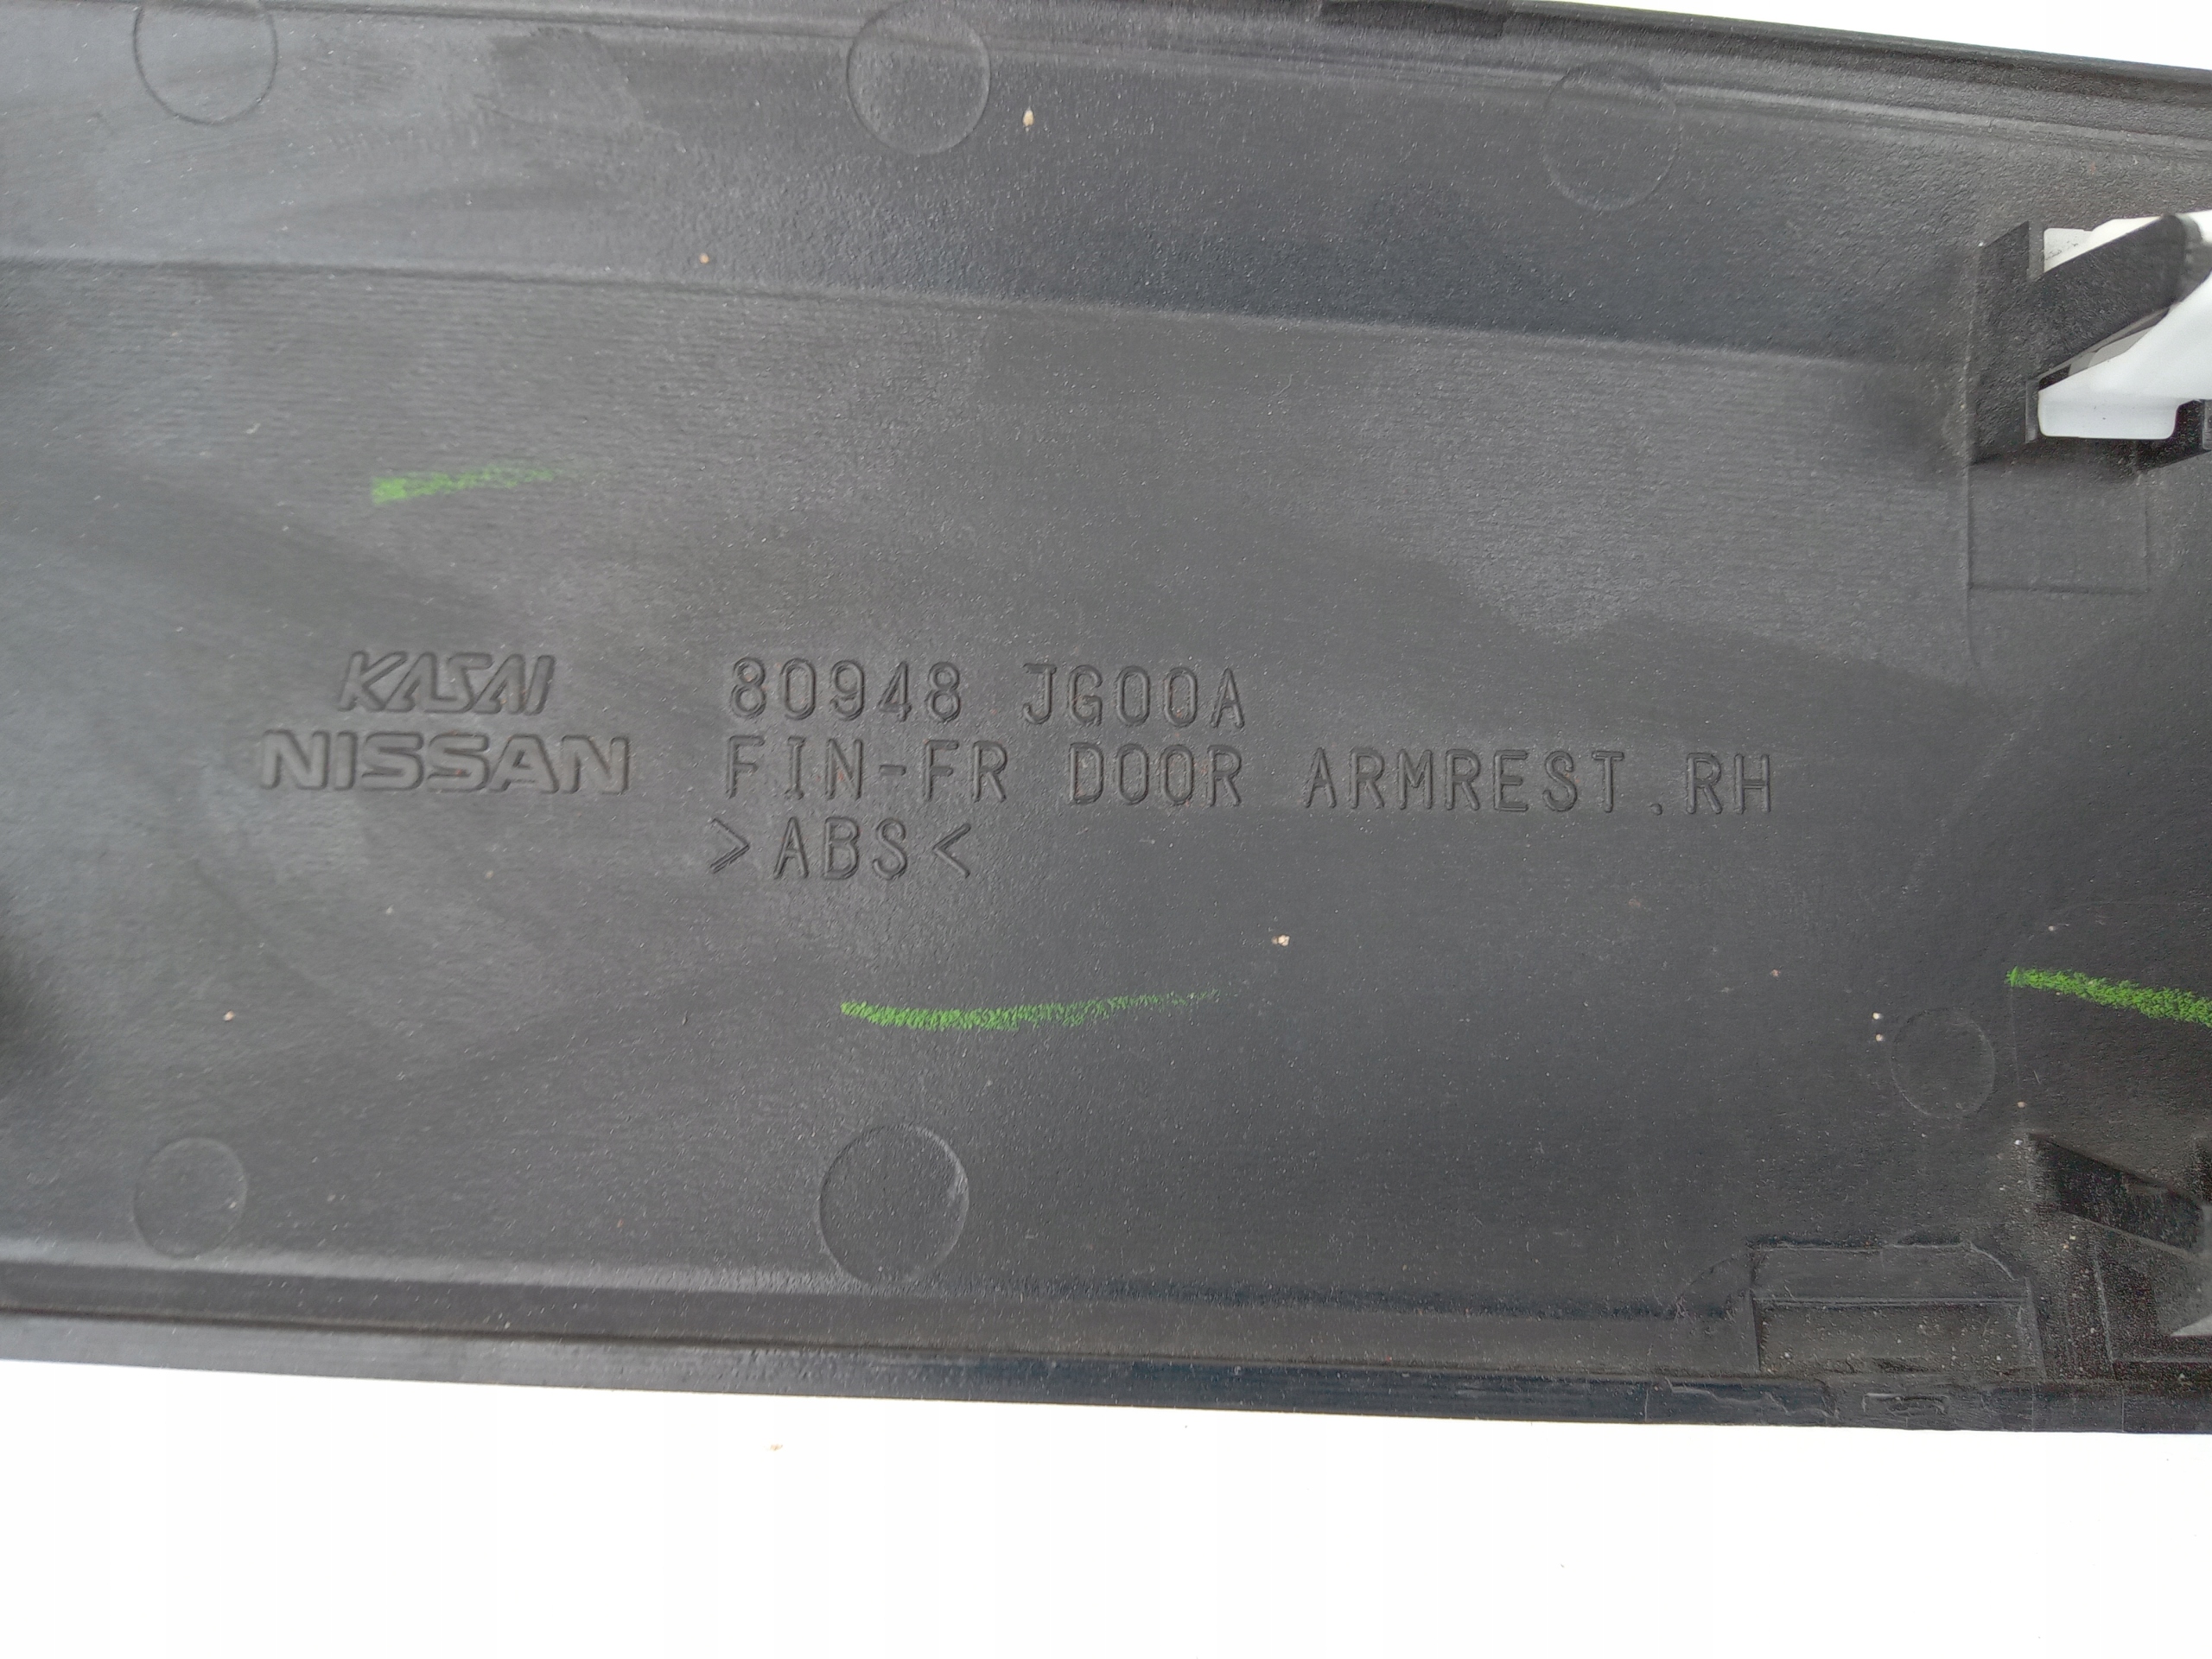 KASAI
NISSAN
80948 JG00A
FIN-FR DOOR ARMREST.RH
>ABS<